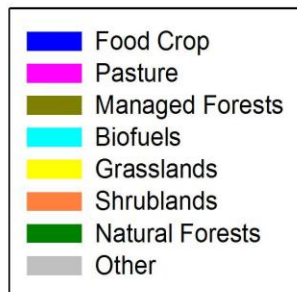 Food Crop
Pasture
Managed Forests
Biofuels
Grasslands
Shrublands
Natural Forests
Other